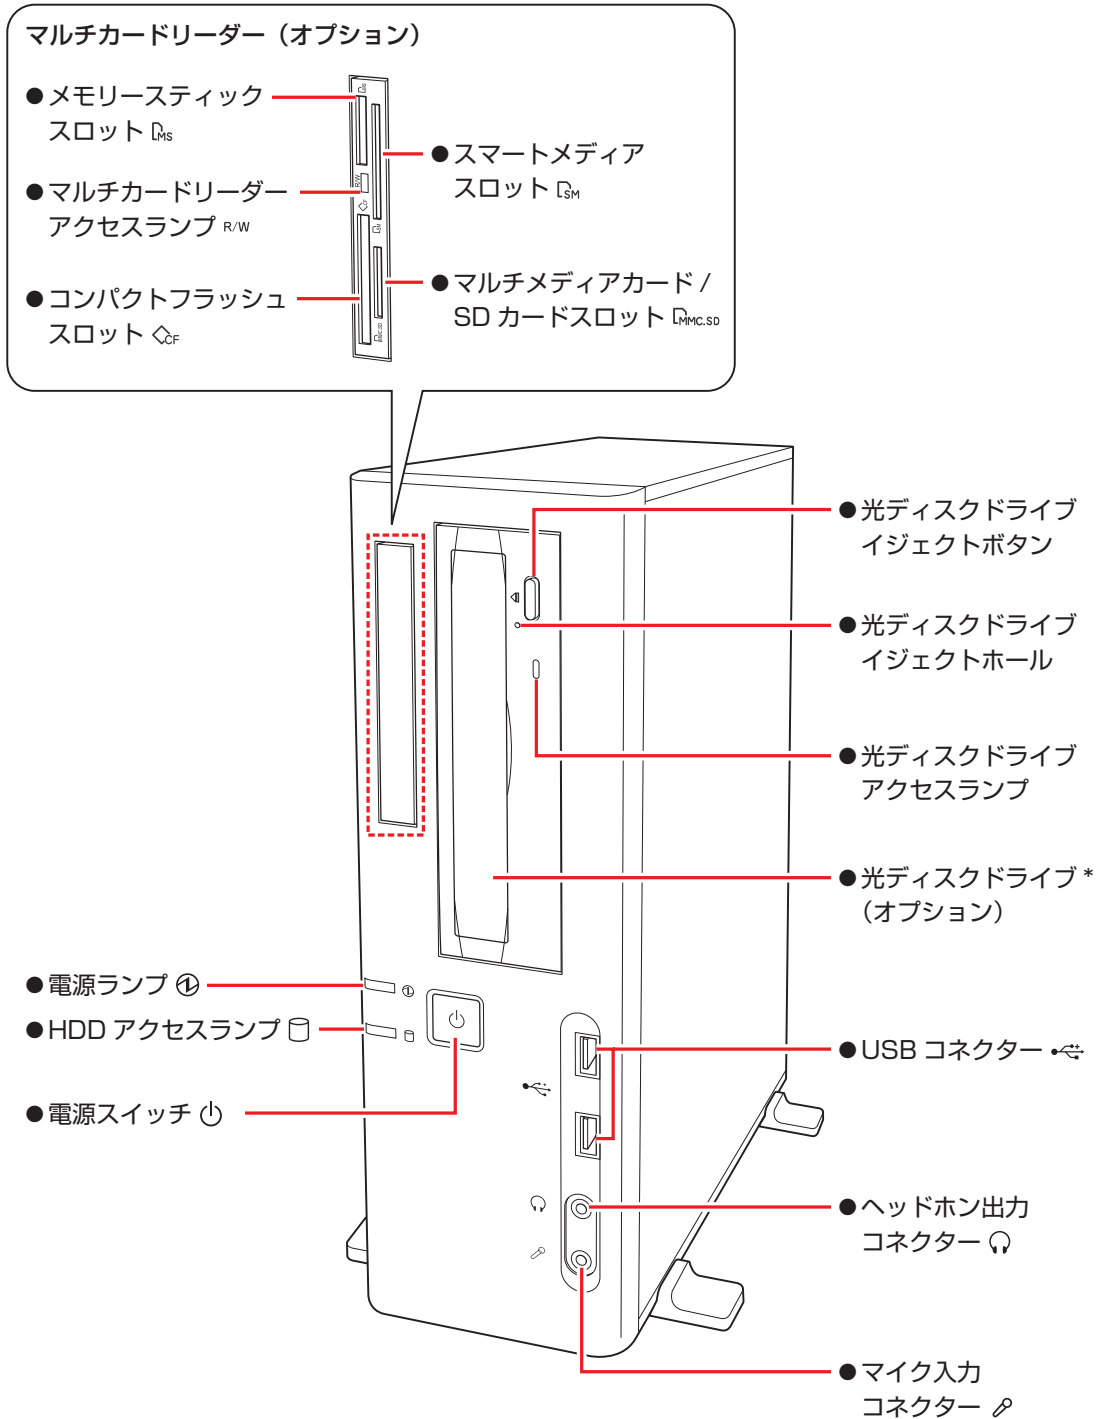 マルチカードリーダー（オプション）
●メモリースティック
スロット MS
●マルチカードリーダー
アクセスランプ R/W
●コンパクトフラッシュ
スロット CF
●スマートメディア
スロット SM
●マルチメディアカード /
SD カードスロット MMC.SD
MS
R/W
CF
SM
MMC.SD
●光ディスクドライブ
イジェクトボタン
●光ディスクドライブ
イジェクトホール
●光ディスクドライブ
アクセスランプ
●光ディスクドライブ *
（オプション）
●電源ランプ
●HDD アクセスランプ
●電源スイッチ
●USB コネクター
●ヘッドホン出力
コネクター
●マイク入力
コネクター